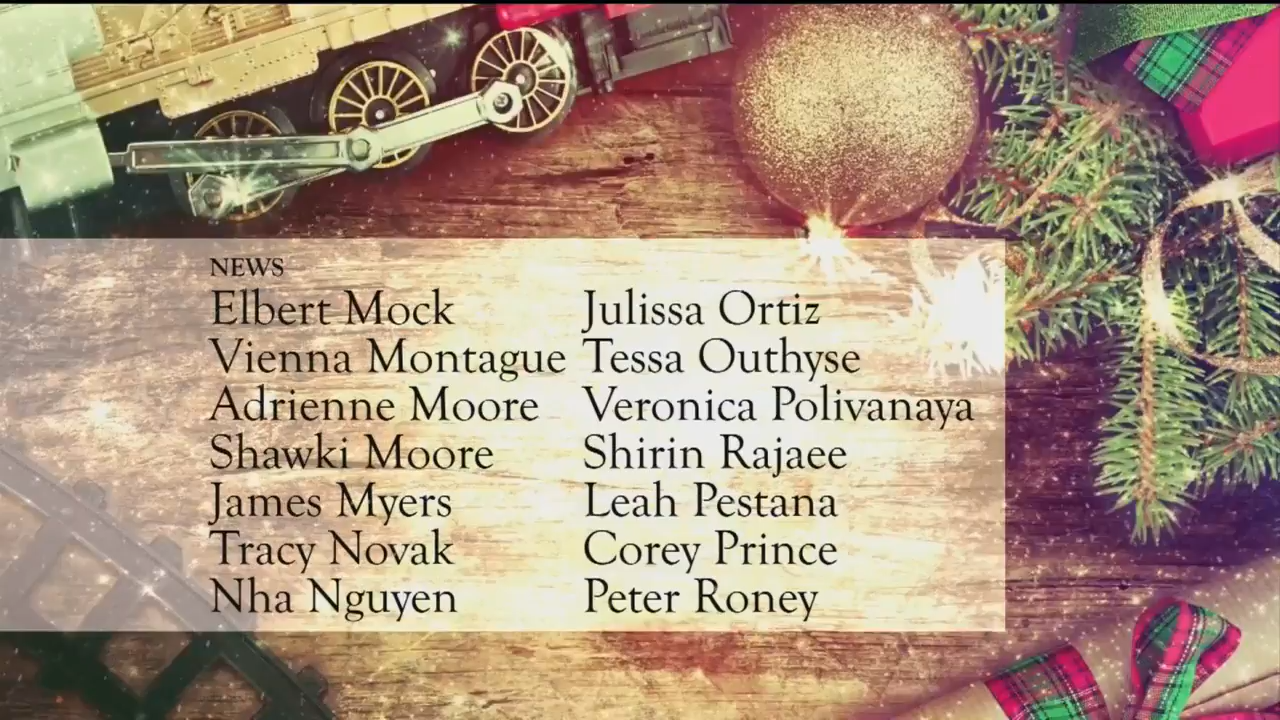 NEWS
Elbert Mock
Vienna Montague
Adrienne Moore
Shawki Moore
James Myers
Tracy Novak
Nha Nguyen
Julissa Ortiz
Tessa Outhyse
Veronica Polivanaya
Shirin Rajaee
Leah Pestana
Corey Prince
Peter Roney